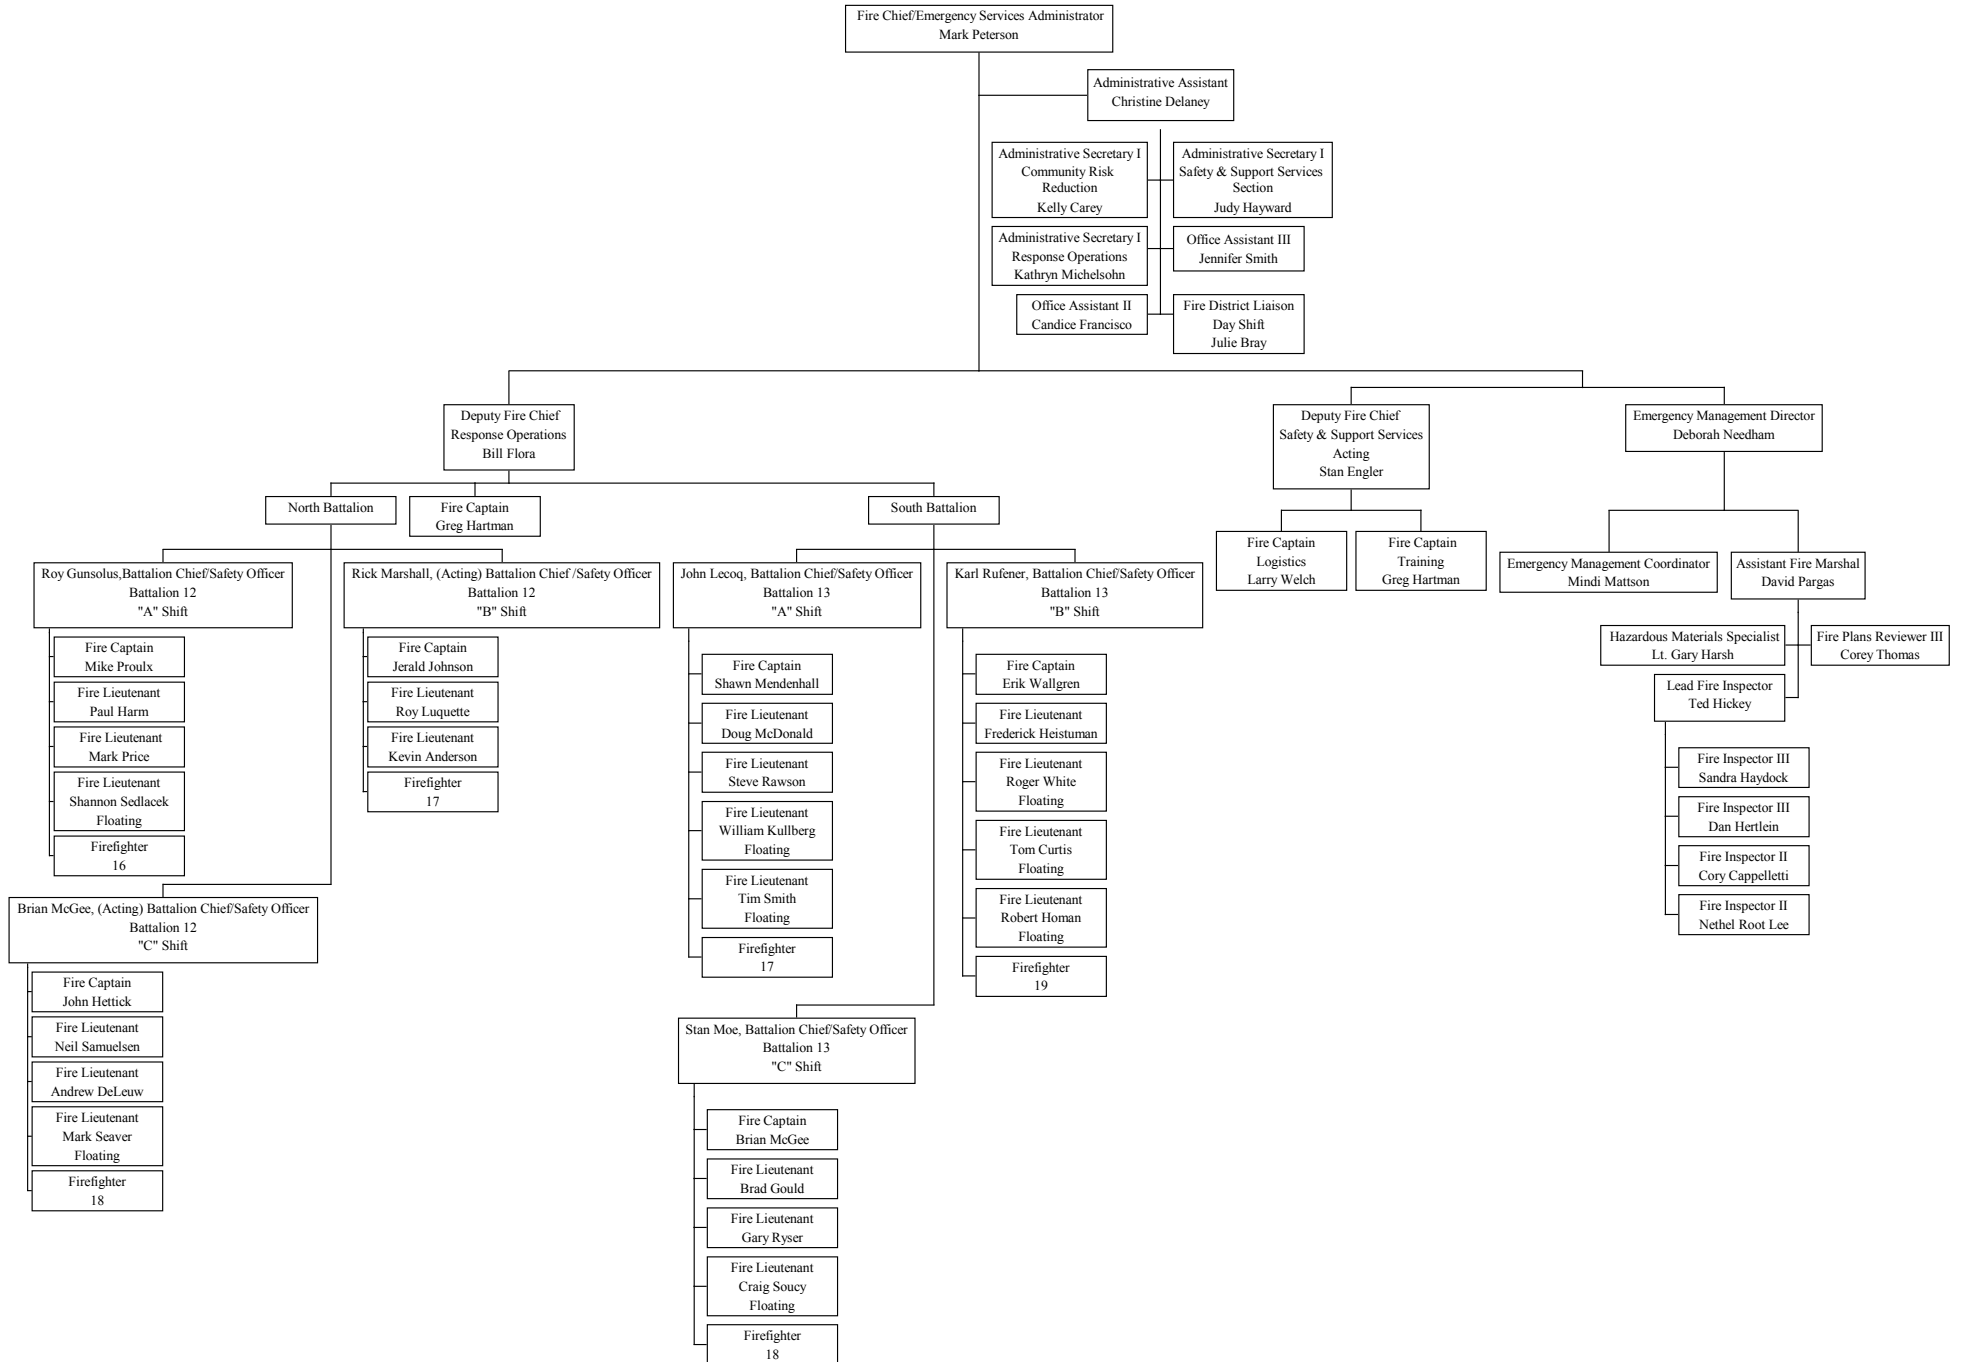 Fire Chief/Emergency Services Administrator
Mark Peterson
Administrative Assistant
Christine Delaney
Administrative Secretary I
Community Risk
Reduction
Kelly Carey
Administrative Secretary I
Safety & Support Services
Section
Judy Hayward
Administrative Secretary I
Response Operations
Kathryn Michelsohn
Office Assistant III
Jennifer Smith
Office Assistant II
Candice Francisco
Fire District Liaison
Day Shift
Julie Bray
Deputy Fire Chief
Response Operations
Bill Flora
Deputy Fire Chief
Safety & Support Services
Acting
Stan Engler
Emergency Management Director
Deborah Needham
North Battalion
Fire Captain
Greg Hartman
South Battalion
Fire Captain
Logistics
Larry Welch
Fire Captain
Training
Greg Hartman
Emergency Management Coordinator
Mindi Mattson
Assistant Fire Marshal
David Pargas
Roy Gunsolus,Battalion Chief/Safety Officer
Battalion 12
"A" Shift
Fire Captain
Mike Proulx
Fire Lieutenant
Paul Harm
Fire Lieutenant
Mark Price
Fire Lieutenant
Shannon Sedlacek
Floating
Firefighter
16
Rick Marshall, (Acting) Battalion Chief /Safety Officer
Battalion 12
"B" Shift
Fire Captain
Jerald Johnson
Fire Lieutenant
Roy Luquette
Fire Lieutenant
Kevin Anderson
Firefighter
17
John Lecoq, Battalion Chief/Safety Officer
Battalion 13
"A" Shift
Fire Captain
Shawn Mendenhall
Fire Lieutenant
Doug McDonald
Fire Lieutenant
Steve Rawson
Fire Lieutenant
William Kullberg
Floating
Fire Lieutenant
Tim Smith
Floating
Firefighter
17
Karl Rufener, Battalion Chief/Safety Officer
Battalion 13
"B" Shift
Fire Captain
Erik Wallgren
Fire Lieutenant
Frederick Heistuman
Fire Lieutenant
Roger White
Floating
Fire Lieutenant
Tom Curtis
Floating
Fire Lieutenant
Robert Homan
Floating
Firefighter
19
Hazardous Materials Specialist
Lt. Gary Harsh
Fire Plans Reviewer III
Corey Thomas
Lead Fire Inspector
Ted Hickey
Fire Inspector III
Sandra Haydock
Fire Inspector III
Dan Hertlein
Fire Inspector II
Cory Cappelletti
Fire Inspector II
Nethel Root Lee
Brian McGee, (Acting) Battalion Chief/Safety Officer
Battalion 12
"C" Shift
Fire Captain
John Hettick
Fire Lieutenant
Neil Samuelsen
Fire Lieutenant
Andrew DeLeuw
Fire Lieutenant
Mark Seaver
Floating
Firefighter
18
Stan Moe, Battalion Chief/Safety Officer
Battalion 13
"C" Shift
Fire Captain
Brian McGee
Fire Lieutenant
Brad Gould
Fire Lieutenant
Gary Ryser
Fire Lieutenant
Craig Soucy
Floating
Firefighter
18